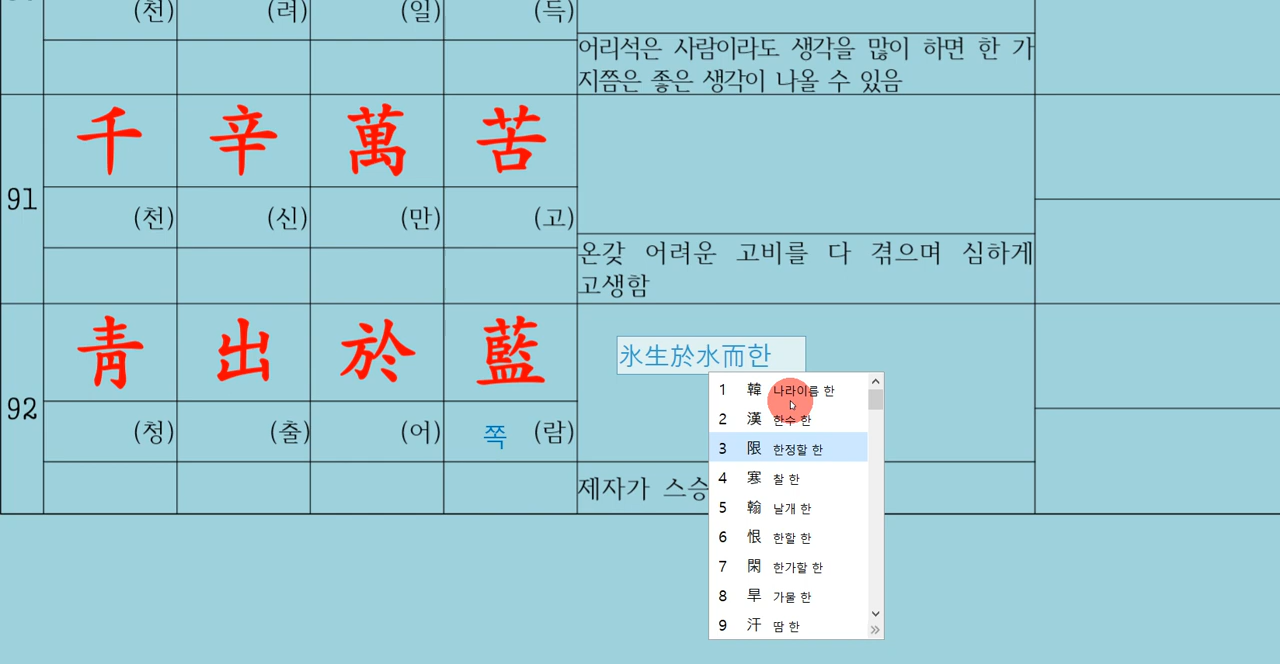 (천) (려) (일) (득)
어리석은 사람이라도 생각을 많이 하면 한 가
지쯤은 좋은 생각이 나올 수 있음
91 千 辛 萬 苦
(천) (신) (만) (고)
온갖 어려운 고비를 다 겪으며 심하게
고생함
92 靑 出 於 藍
(청) (출) (어) 쪽 (람)
氷生於水而한
제자가 스승
1 韓 나라이름 한
2 漢 한수 한
3 限 한정할 한
4 寒 찰 한
5 翰 날개 한
6 恨 한할 한
7 閑 한가할 한
8 旱 가물 한
9 汗 땀 한